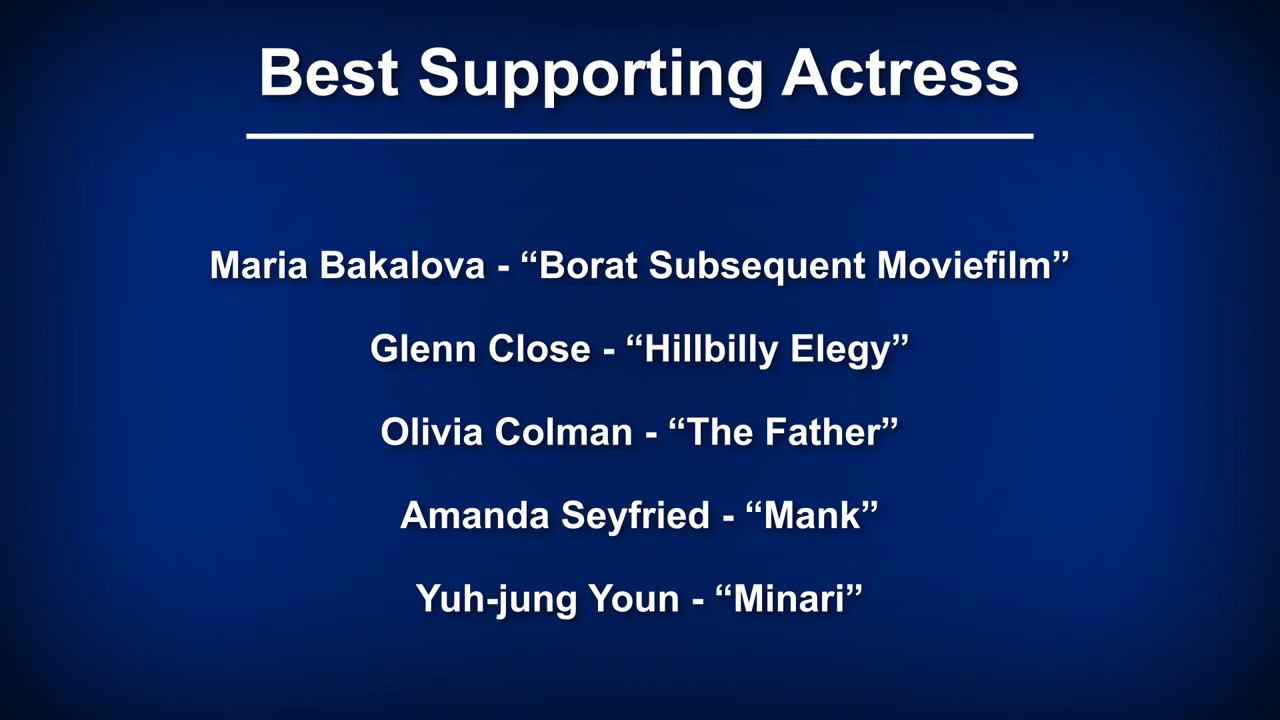 Best Supporting Actress
Maria Bakalova - “Borat Subsequent Moviefilm”
Glenn Close - “Hillbilly Elegy”
Olivia Colman - “The Father”
Amanda Seyfried - “Mank”
Yuh-jung Youn - “Minari”